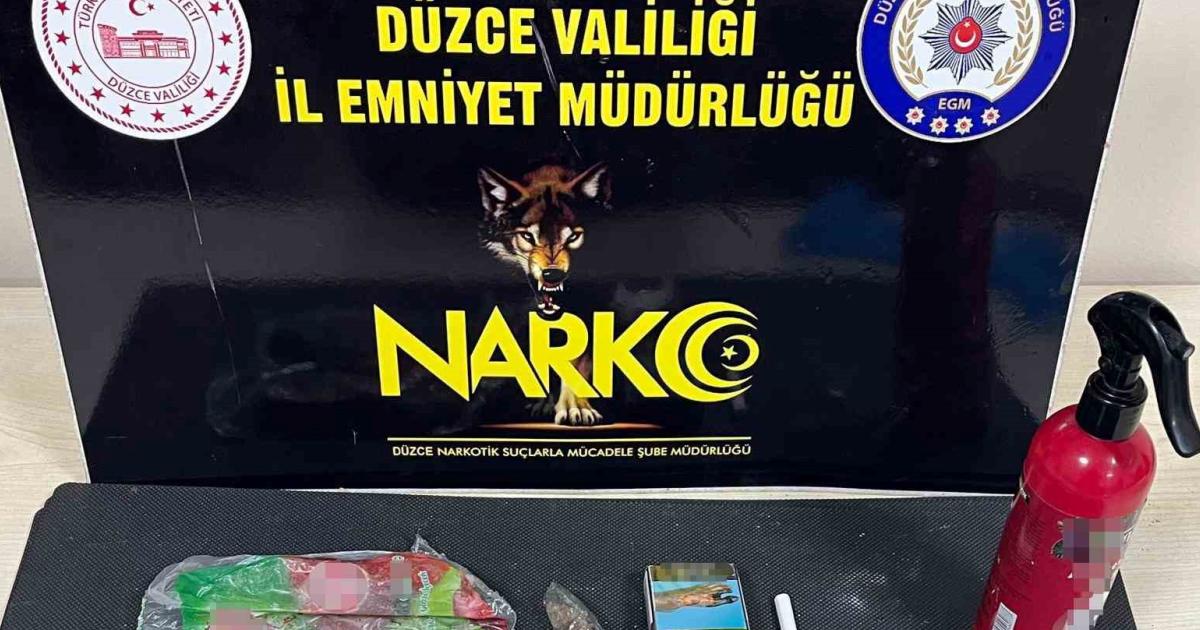 DÜZCE VALİLİĞİ
İL EMNİYET MÜDÜRLÜĞÜ
DÜZCE VALİLİĞİ
EGM
NARKO
DÜZCE NARKOTİK SUÇLARLA MÜCADELE ŞUBE MÜDÜRLÜĞÜ